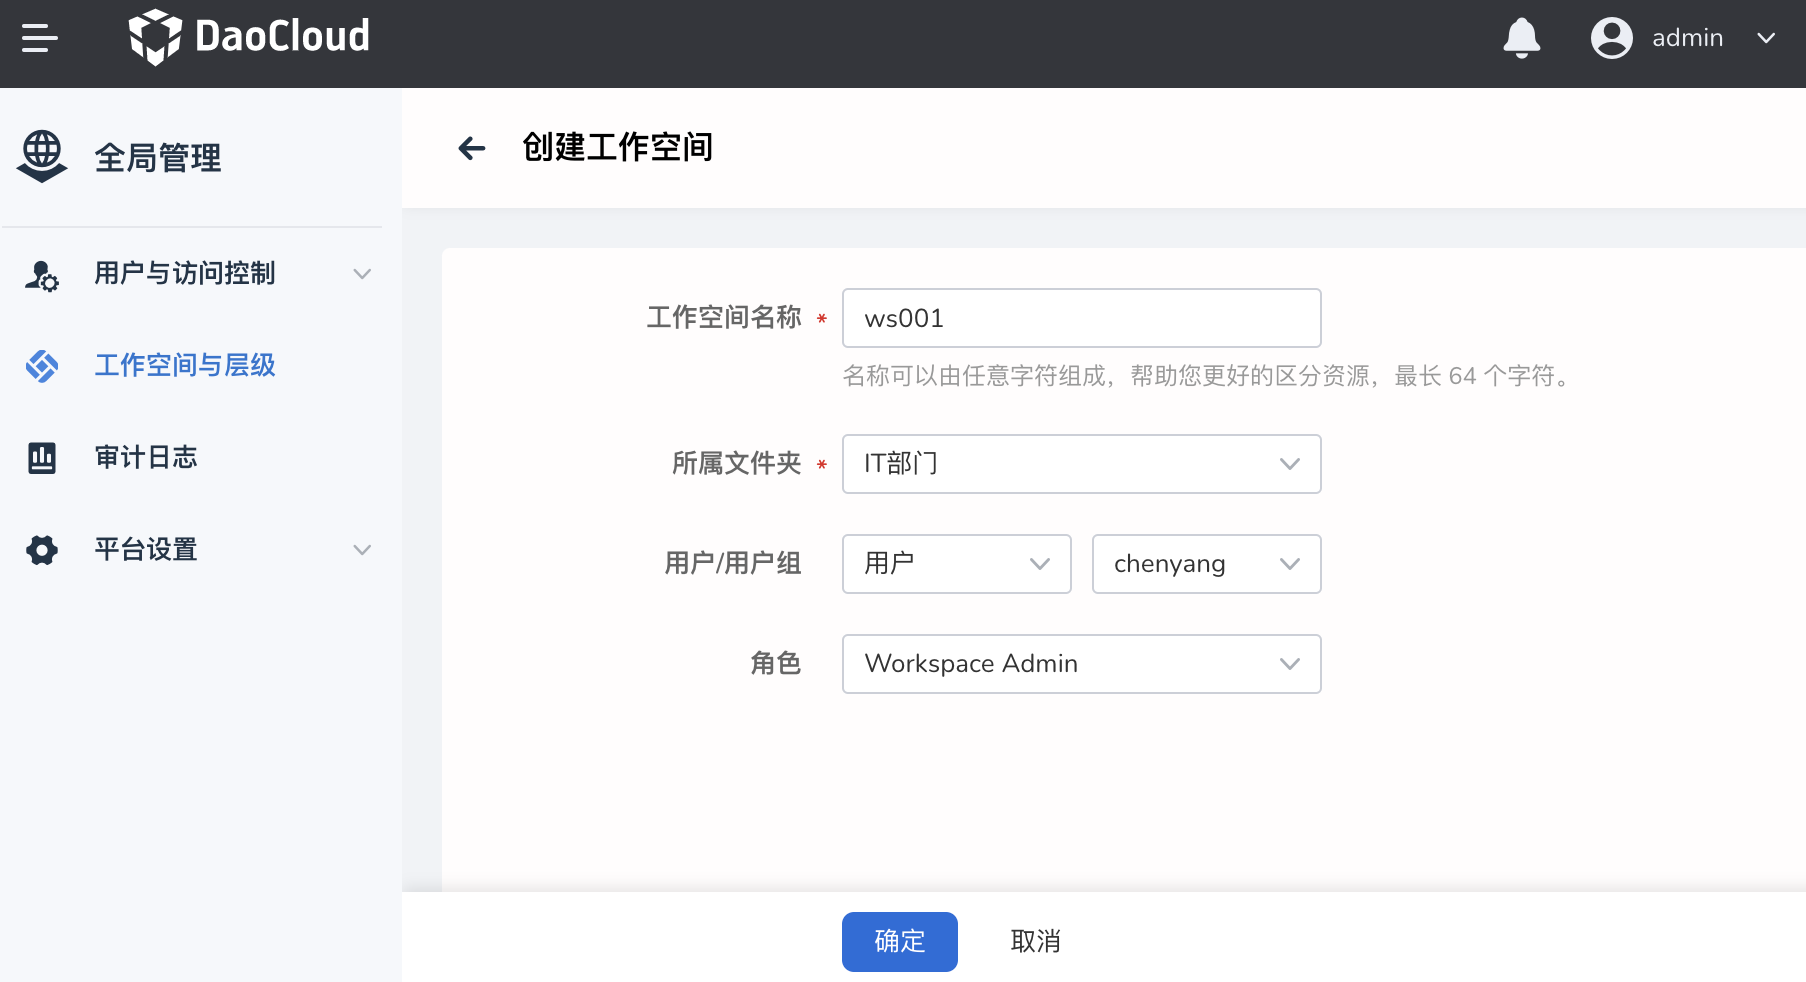 DaoCloud
admin
全局管理
用户与访问控制
工作空间与层级
审计日志
平台设置
创建工作空间
工作空间名称 *
ws001
名称可以由任意字符组成，帮助您更好的区分资源，最长 64 个字符。
所属文件夹 *
IT部门
用户/用户组
用户
chenyang
角色
Workspace Admin
确定
取消